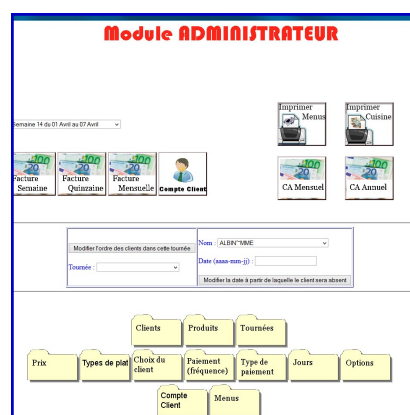 Module ADMINISTRATEUR
Imprimer
Menus
Imprimer
Cuisine
Semaine 14 du 01 Avril au 07 Avril
Facture
Semaine
Facture
Quinzaine
Facture
Mensuelle
Compte Client
CA Mensuel
CA Annuel
Modifier l'ordre des clients dans cette tournée
Tournée :
Nom : ALBIN~MME
Date (aaaa-mm-jj) :
Modifier la date à partir de laquelle le client sera absent
Clients
Produits
Tournées
Prix
Types de plat
Choix du
client
Paiement
(fréquence)
Type de
paiement
Jours
Options
Compte
Client
Menus